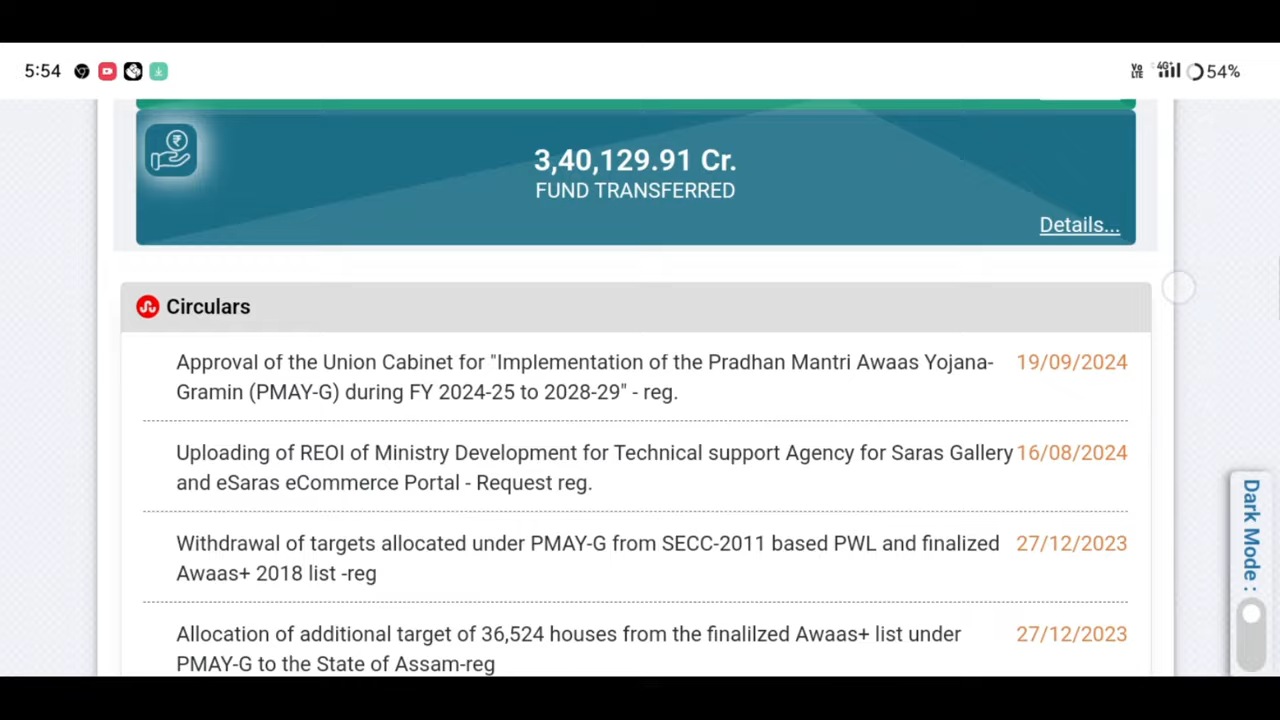 5:54
Vo LTE 4G+ 54%
3,40,129.91 Cr.
FUND TRANSFERRED
Details...
Circulars
Approval of the Union Cabinet for "Implementation of the Pradhan Mantri Awaas Yojana- 19/09/2024
Gramin (PMAY-G) during FY 2024-25 to 2028-29" - reg.
Uploading of REOI of Ministry Development for Technical support Agency for Saras Gallery 16/08/2024
and eSaras eCommerce Portal - Request reg.
Withdrawal of targets allocated under PMAY-G from SECC-2011 based PWL and finalized 27/12/2023
Awaas+ 2018 list -reg
Allocation of additional target of 36,524 houses from the finalilzed Awaas+ list under 27/12/2023
PMAY-G to the State of Assam-reg
Dark Mode :